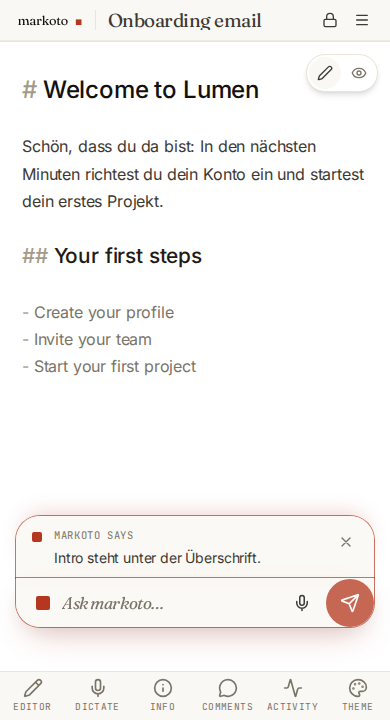 markoto
Onboarding email
# Welcome to Lumen
Schön, dass du da bist: In den nächsten
Minuten richtest du dein Konto ein und startest
dein erstes Projekt.
## Your first steps
- Create your profile
- Invite your team
- Start your first project
MARKOTO SAYS
Intro steht unter der Überschrift.
Ask markoto...
EDITOR DICTATE INFO COMMENTS ACTIVITY THEME